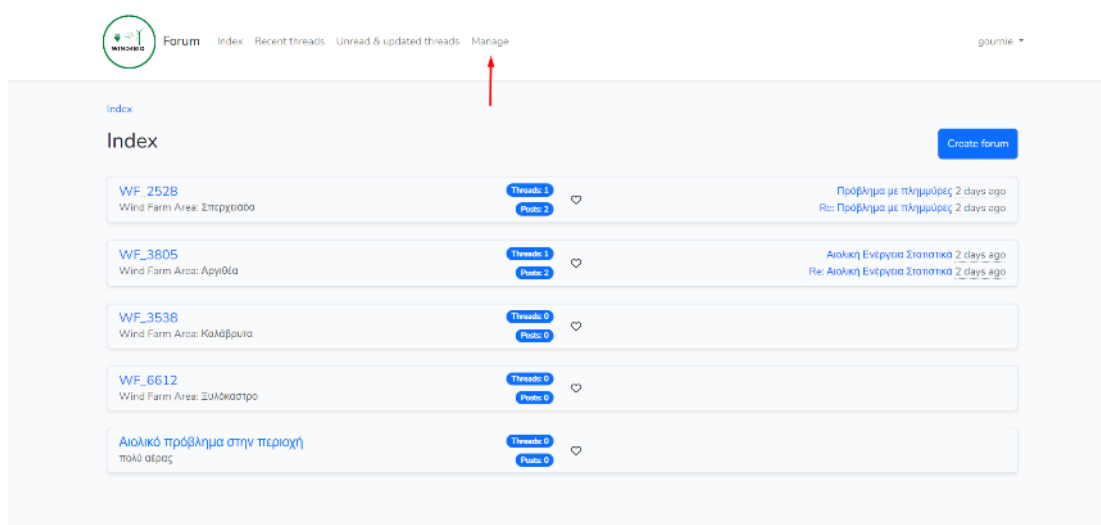 Forum Index Recent threads Unread & updated threads Manage goumie
Index
Index
Create forum
WF_2528
Wind Farm Area: Σπερχειάδα
Threads: 1
Posts: 2
Πρόβλημα με πλημμύρες 2 days ago
Re: Πρόβλημα με πλημμύρες 2 days ago
WF_3805
Wind Farm Area: Αργιθέα
Threads: 1
Posts: 2
Αιολική Ενέργεια Στατιστικά 2 days ago
Re: Αιολική Ενέργεια Στατιστικά 2 days ago
WF_3538
Wind Farm Area: Καλάβρυτα
Threads: 0
Posts: 0
WF_6612
Wind Farm Area: Ξυλόκαστρο
Threads: 0
Posts: 0
Αιολικό πρόβλημα στην περιοχή
πολύ αέρας
Threads: 0
Posts: 0